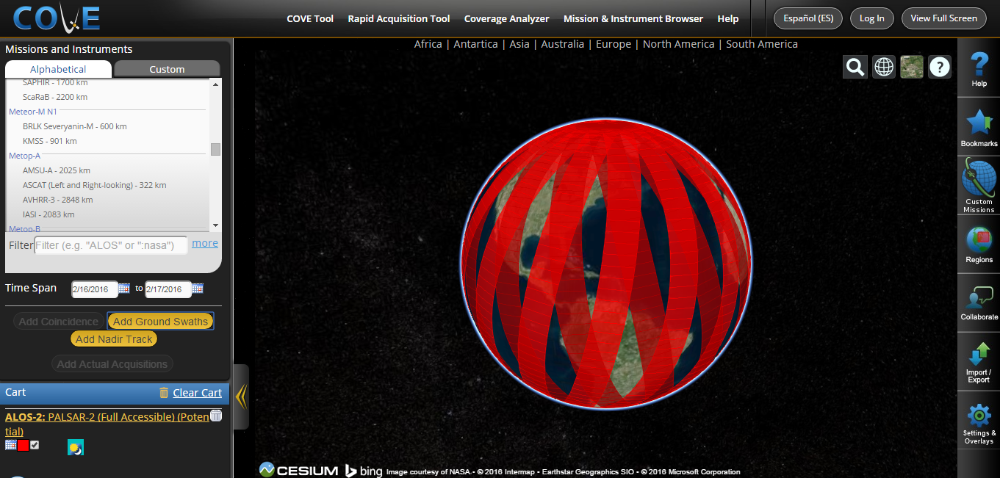 COVE
COVE Tool
Rapid Acquisition Tool
Coverage Analyzer
Mission & Instrument Browser
Help
Español (ES)
Log In
View Full Screen
Missions and Instruments
Alphabetical
Custom
SAPHIR - 1700 km
ScaRaB - 2200 km
Meteor-M N1
BRLK Severyanin-M - 600 km
KMSS - 901 km
Metop-A
AMSU-A - 2025 km
ASCAT (Left and Right-looking) - 322 km
AVHRR-3 - 2848 km
IASI - 2083 km
Metop-B
Filter
Filter (e.g. "ALOS" or ":nasa")
more
Time Span
2/16/2016
to
2/17/2016
Add Coincidence
Add Ground Swaths
Add Nadir Track
Add Actual Acquisitions
Cart
Clear Cart
ALOS-2: PALSAR-2 (Full Accessible) (Poten
tial)
Africa | Antartica | Asia | Australia | Europe | North America | South America
?
CESIUM
bing
Image courtesy of NASA - © 2016 Intermap - Earthstar Geographics SIO - © 2016 Microsoft Corporation
?
Help
Bookmarks
Custom
Missions
Regions
Collaborate
Import /
Export
Settings &
Overlays